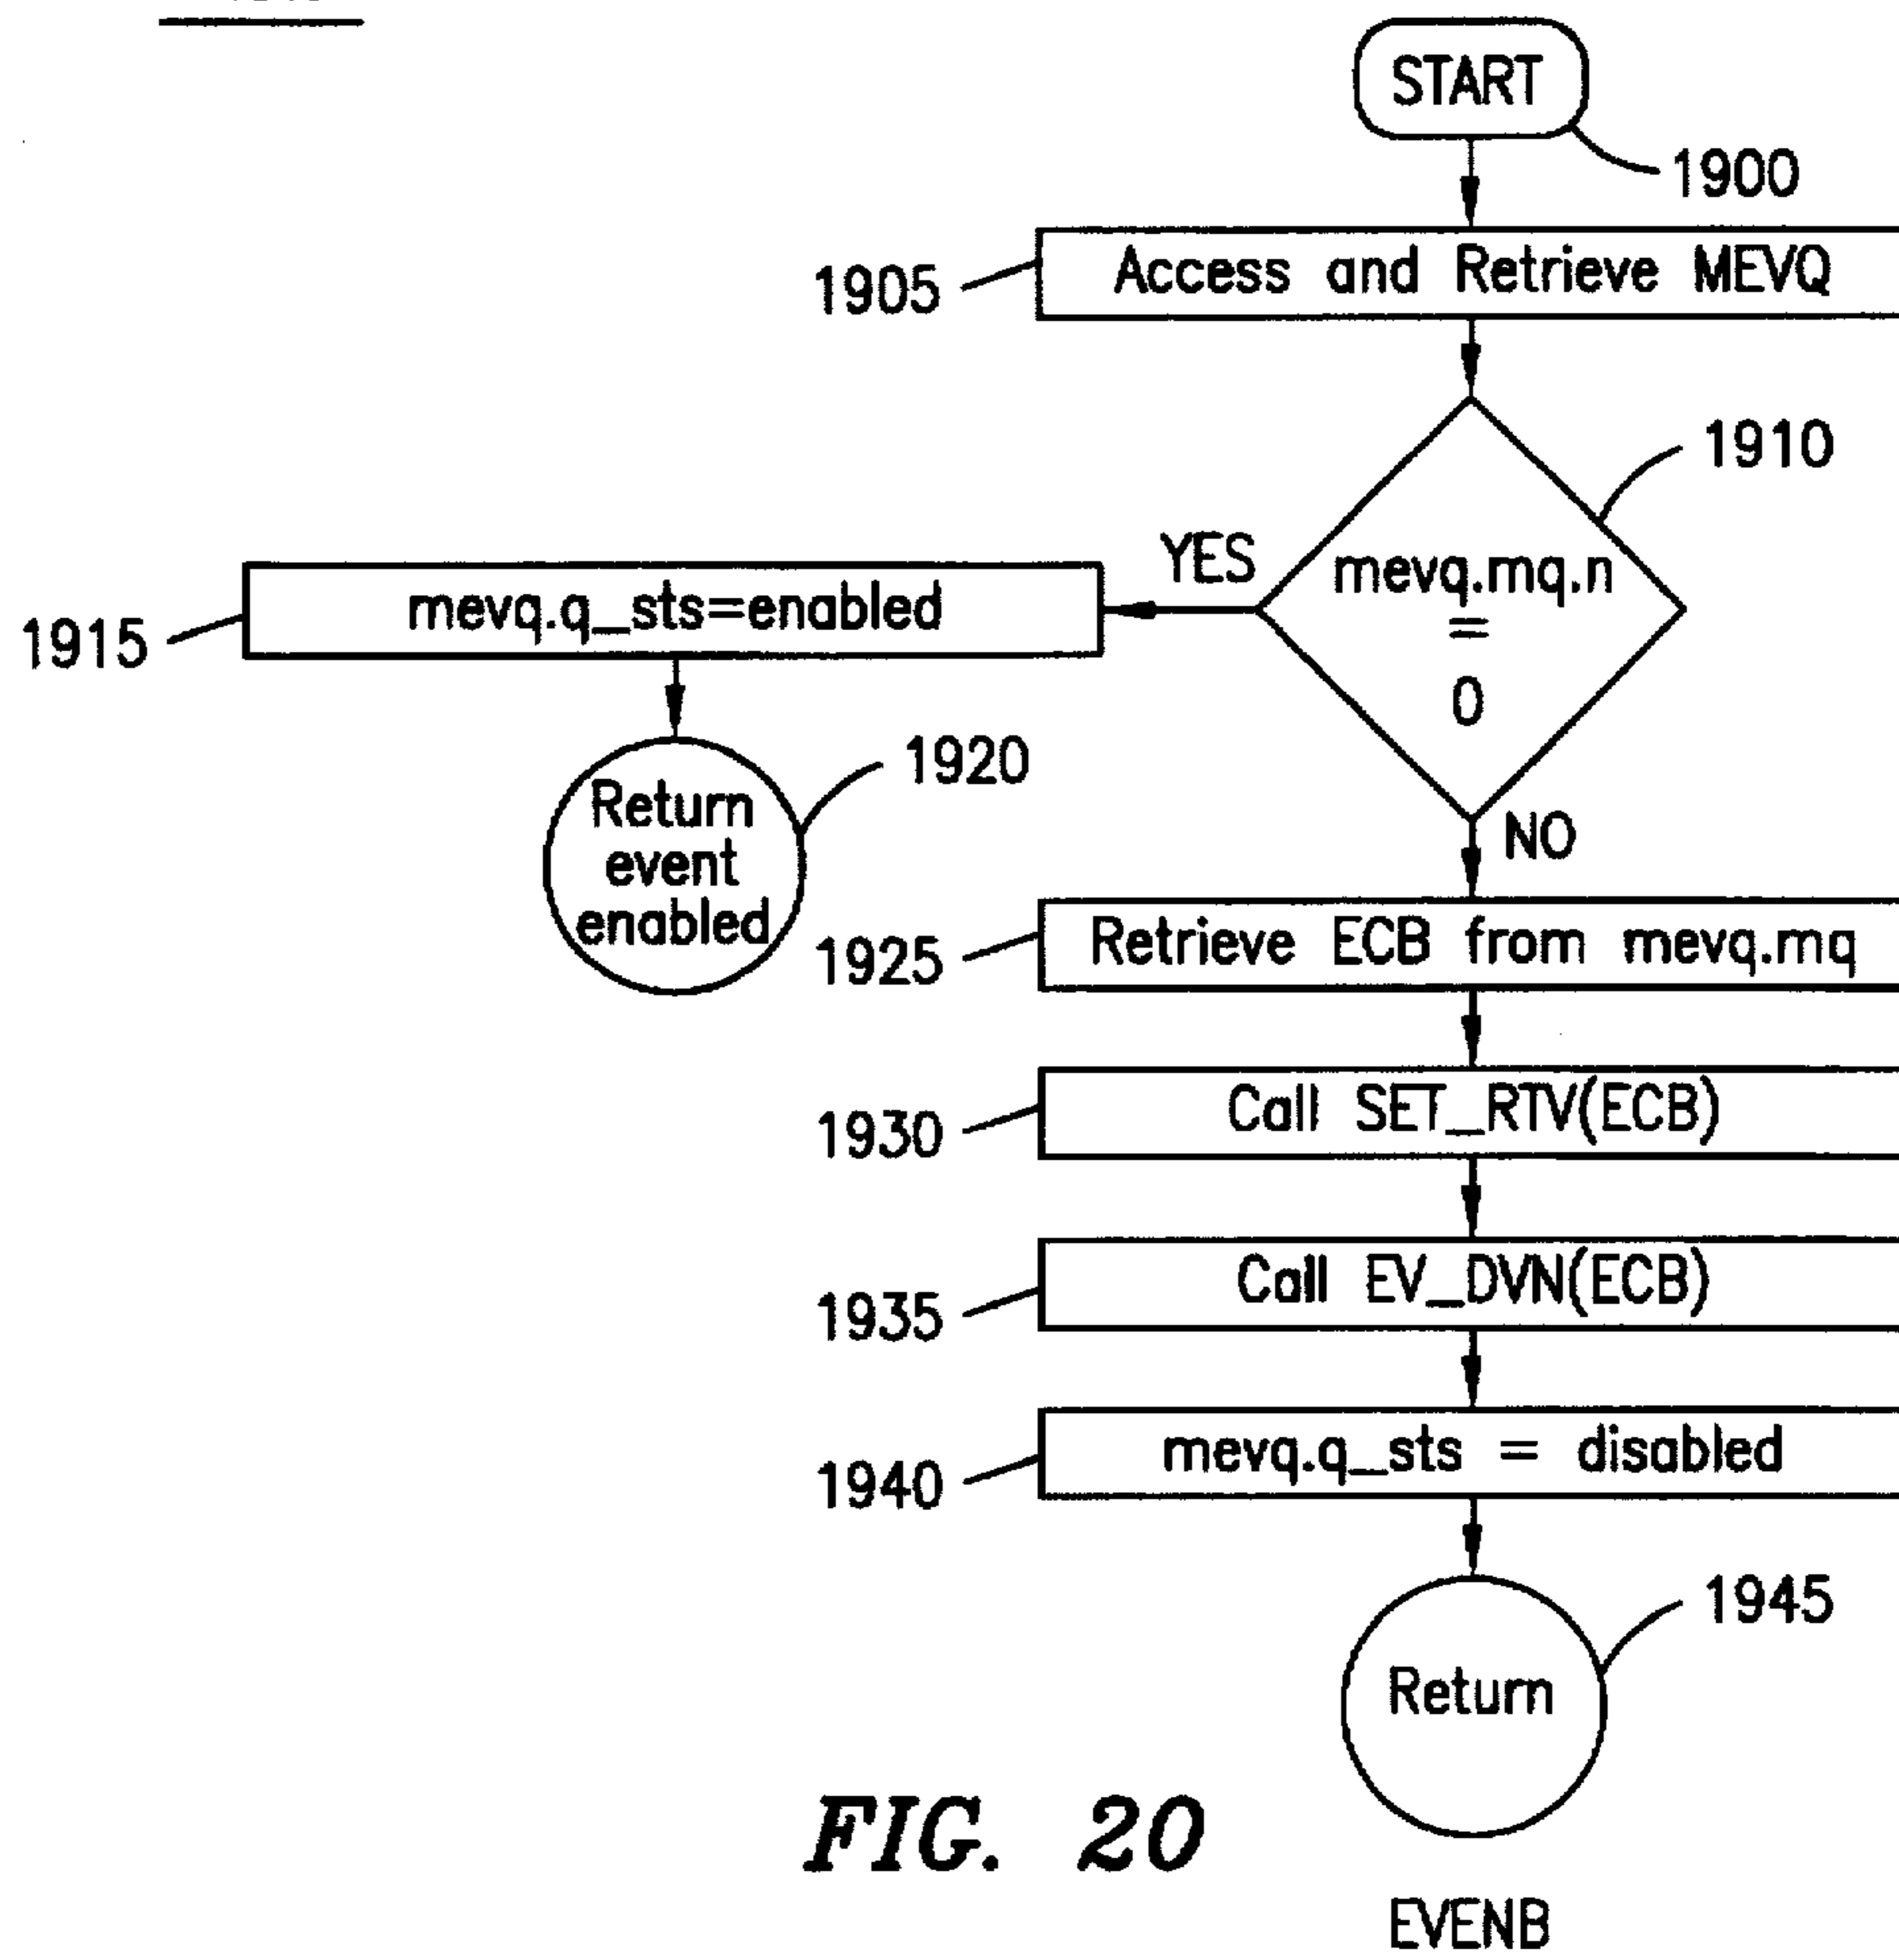 START
1900
1905
Access and Retrieve MEVQ
1910
mevq.mq.n
=
0
YES
mevq.q_sts=enabled
1915
1920
Return
event
enabled
NO
1925
Retrieve ECB from mevq.mq
1930
Call SET_RTV(ECB)
1935
Call EV_DVN(ECB)
1940
mevq.q_sts = disabled
1945
Return
FIG. 20
EVENB